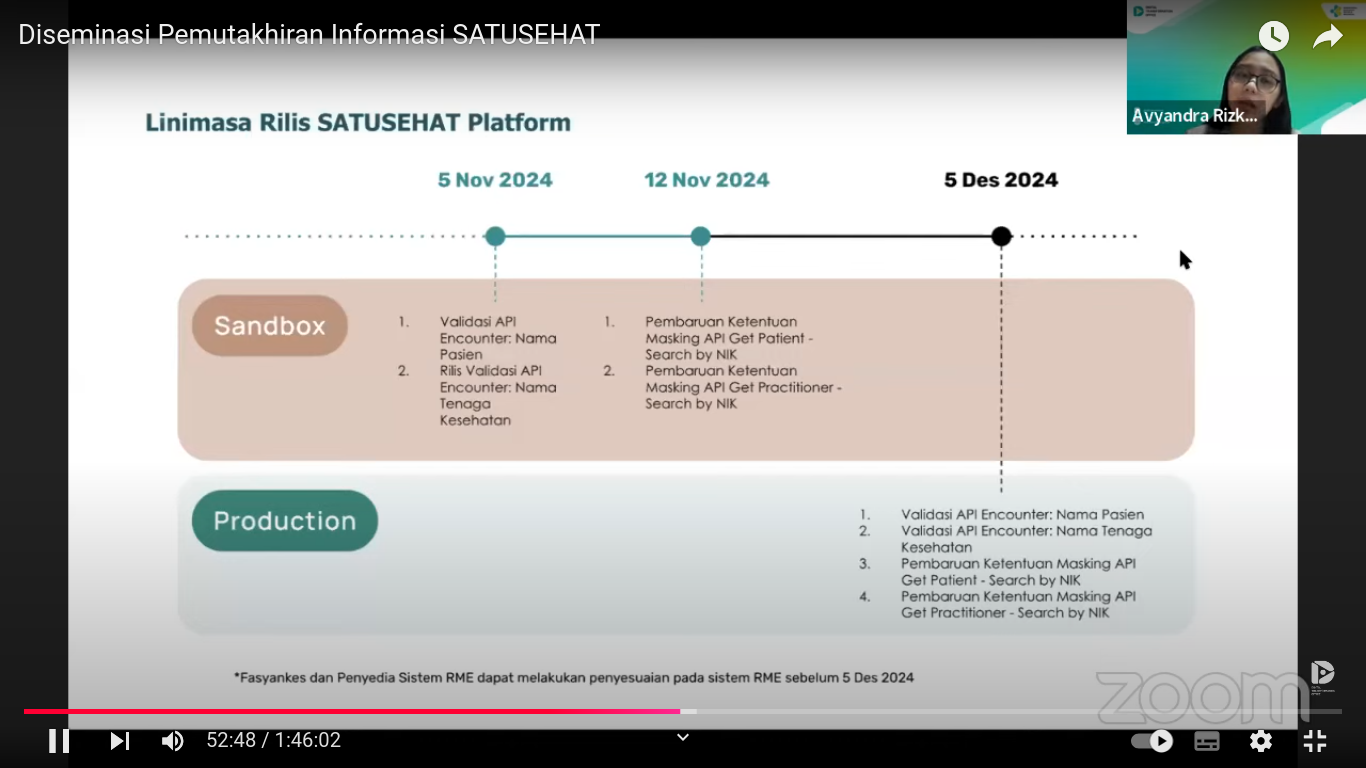 Diseminasi Pemutakhiran Informasi SATUSEHAT
Avyandra Rizk...
Linimasa Rilis SATUSEHAT Platform
5 Nov 2024
12 Nov 2024
5 Des 2024
Sandbox
1. Validasi API
Encounter: Nama
Pasien
2. Rilis Validasi API
Encounter: Nama
Tenaga
Kesehatan
1. Pembaruan Ketentuan
Masking API Get Patient -
Search by NIK
2. Pembaruan Ketentuan
Masking API Get Practitioner -
Search by NIK
Production
1. Validasi API Encounter: Nama Pasien
2. Validasi API Encounter: Nama Tenaga
Kesehatan
3. Pembaruan Ketentuan Masking API
Get Patient - Search by NIK
4. Pembaruan Ketentuan Masking API
Get Practitioner - Search by NIK
*Fasyankes dan Penyedia Sistem RME dapat melakukan penyesuaian pada sistem RME sebelum 5 Des 2024
zoom
52:48 / 1:46:02